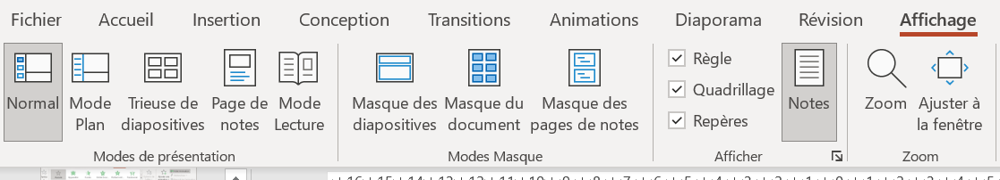 Fichier Accueil Insertion Conception Transitions Animations Diaporama Révision Affichage
Normal
Mode
Plan
Trieuse de
diapositives
Page de
notes
Mode
Lecture
Masque des
diapositives
Masque du
document
Masque des
pages de notes
Règle
Quadrillage
Repères
Notes
Zoom
Ajuster à
la fenêtre
Modes de présentation
Modes Masque
Afficher
Zoom